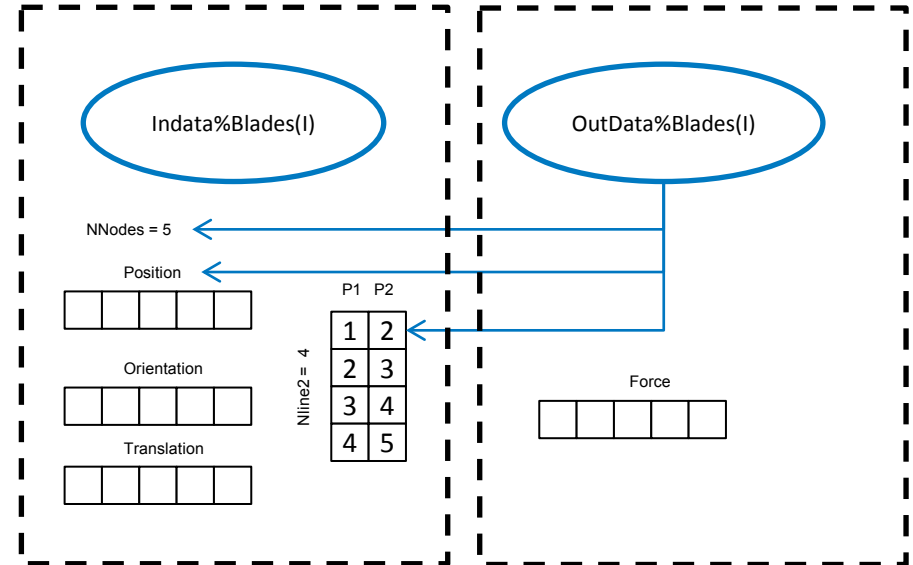 Indata%Blades(I)
OutData%Blades(I)
NNodes = 5
Position
P1 P2
1 2
2 3
3 4
4 5
Nline2 = 4
Orientation
Translation
Force